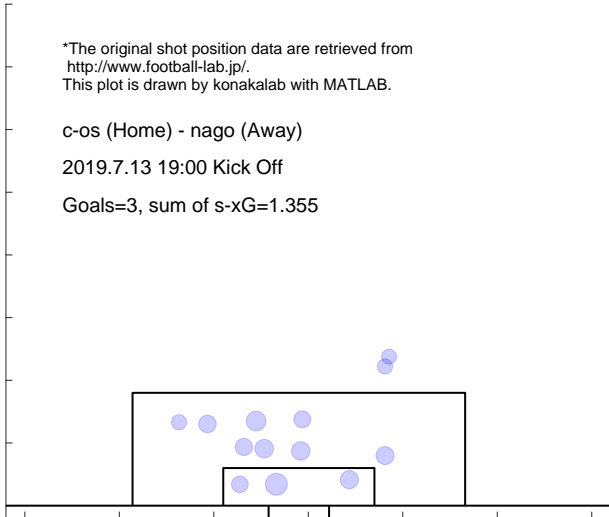 *The original shot position data are retrieved from
http://www.football-lab.jp/.
This plot is drawn by konakalab with MATLAB.
c-os (Home) - nago (Away)
2019.7.13 19:00 Kick Off
Goals=3, sum of s-xG=1.355